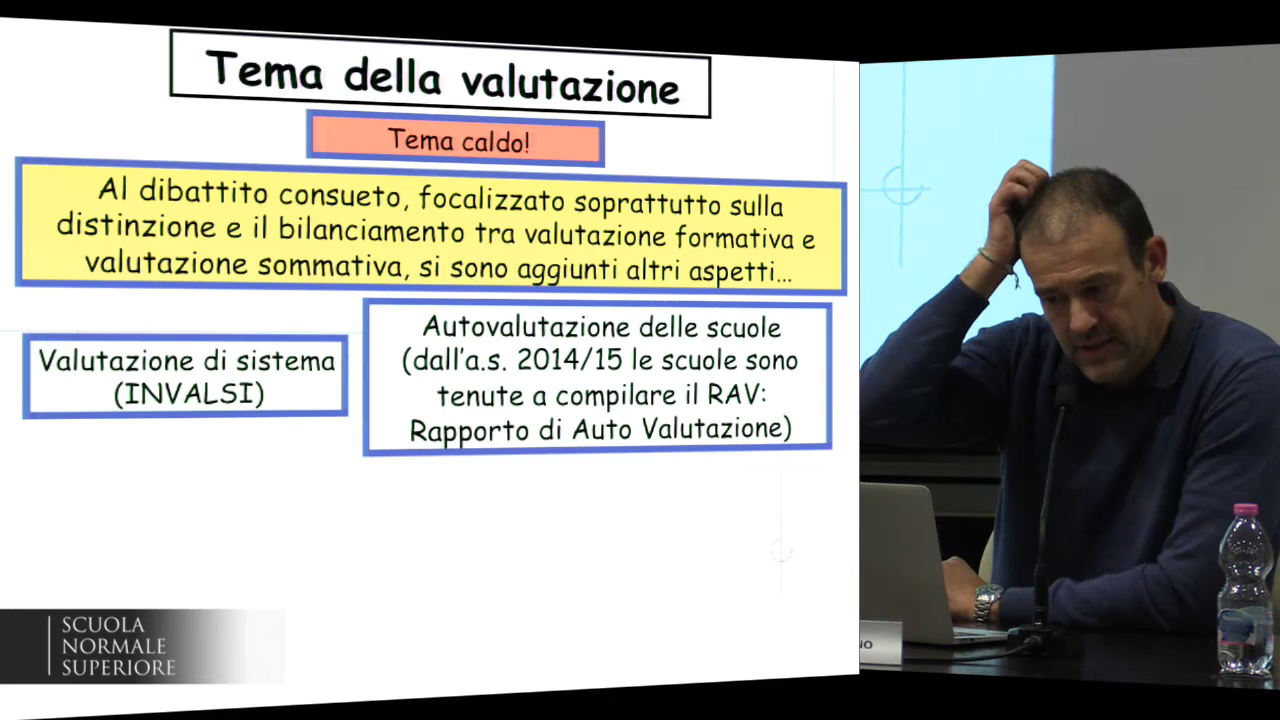 Tema della valutazione
Tema caldo!
Al dibattito consueto, focalizzato soprattutto sulla
distinzione e il bilanciamento tra valutazione formativa e
valutazione sommativa, si sono aggiunti altri aspetti...
Valutazione di sistema
(INVALSI)
Autovalutazione delle scuole
(dall'a.s. 2014/15 le scuole sono
tenute a compilare il RAV:
Rapporto di Auto Valutazione)
SCUOLA
NORMALE
SUPERIORE
NO